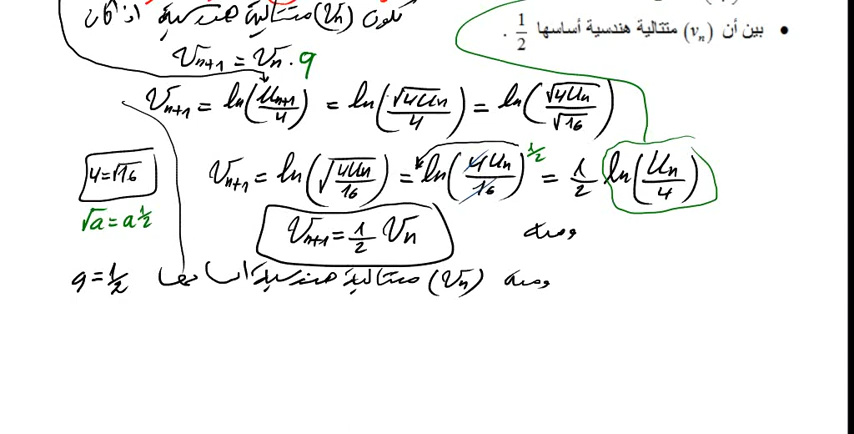 • بين أن (vₙ) متتالية هندسية أساسها 1/2 .
تكون (Vn) متتالية هندسية إذا كان
Vn+1 = Vn . q
Vn+1 = ln(Un+1/4) = ln(√4Un/4) = ln(√4Un/√16)
4=√16 Vn+1 = ln(√(4Un/16)) = ln(4Un/16)^1/2 = 1/2 ln(Un/4)
√a = a^1/2
Vn+1 = 1/2 Vn ومنه
ومنه (Vn) متتالية هندسية أساسها q = 1/2